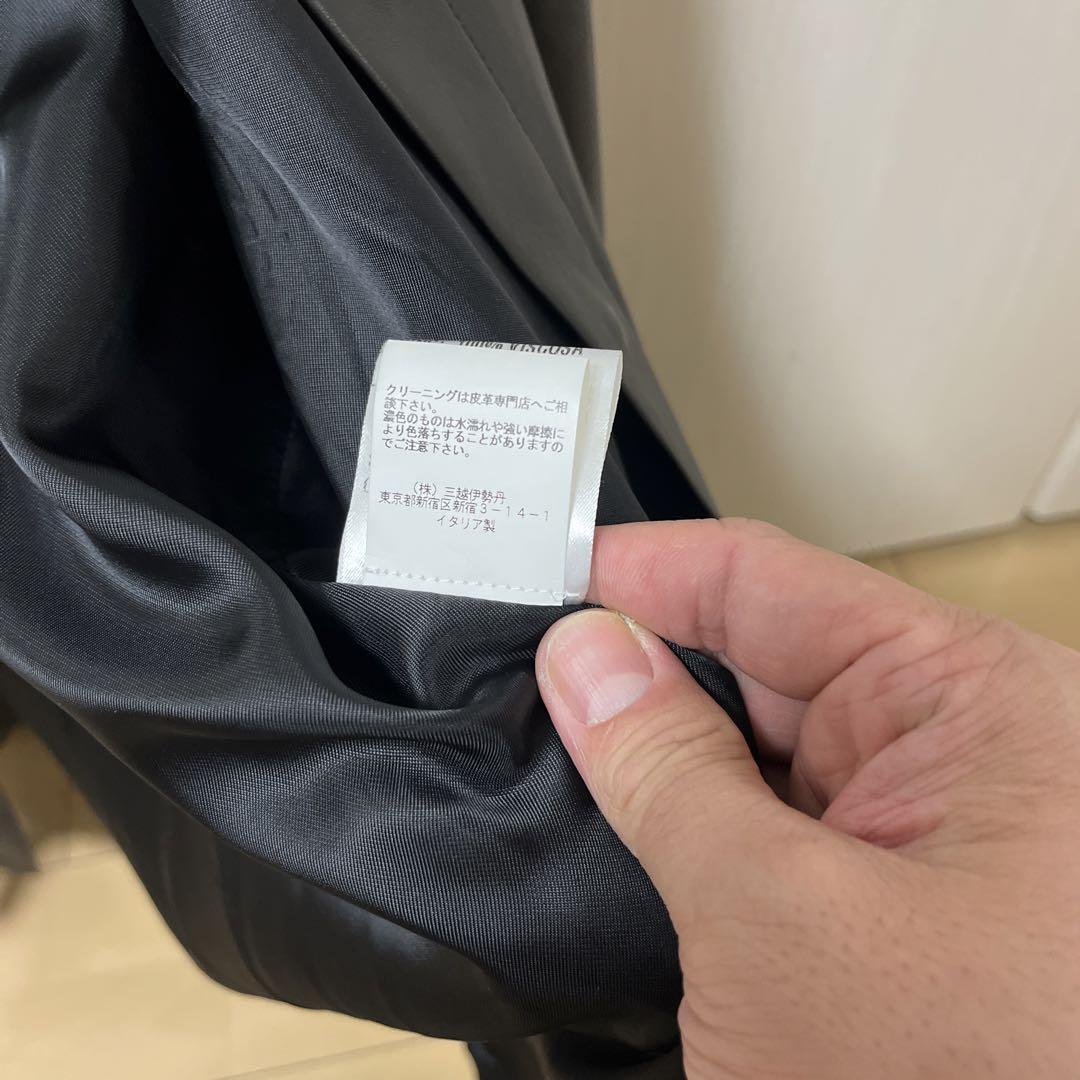 100% VISCOSA
クリーニングは皮革専門店へご相
談下さい。
濃色のものは水濡れや強い摩擦に
より色落ちすることがありますの
でご注意下さい。
(株)三越伊勢丹
東京都新宿区新宿3-14-1
イタリア製